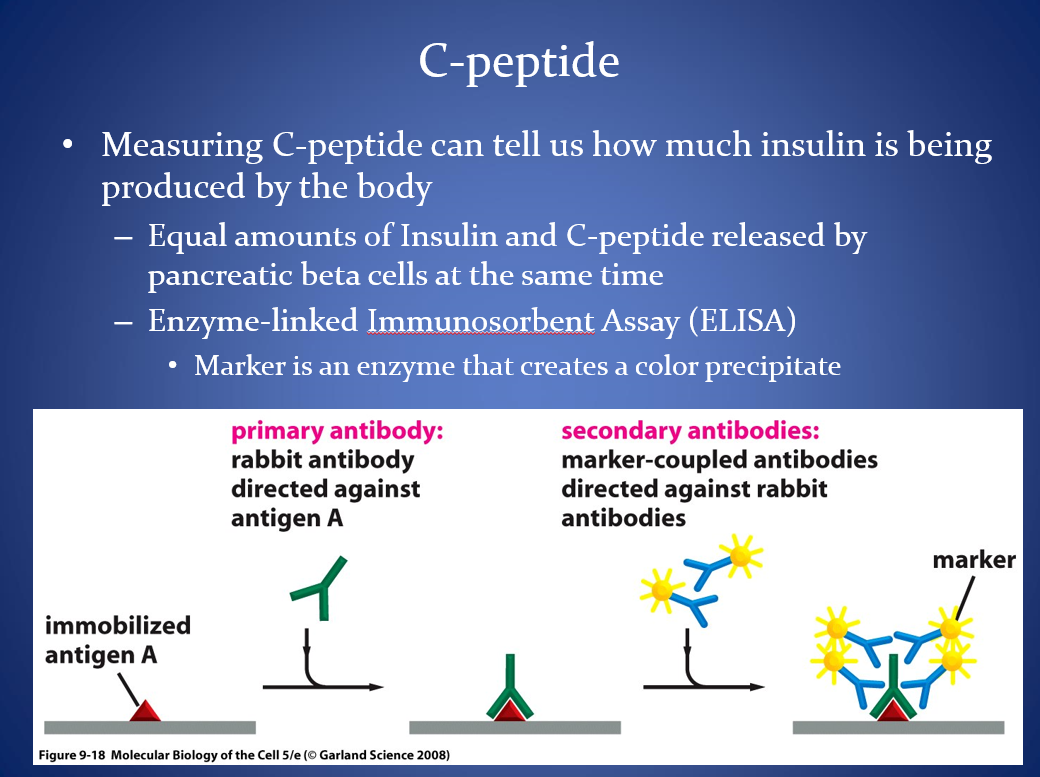 C-peptide
• Measuring C-peptide can tell us how much insulin is being
produced by the body
– Equal amounts of Insulin and C-peptide released by
pancreatic beta cells at the same time
– Enzyme-linked Immunosorbent Assay (ELISA)
• Marker is an enzyme that creates a color precipitate
primary antibody:
rabbit antibody
directed against
antigen A
secondary antibodies:
marker-coupled antibodies
directed against rabbit
antibodies
marker
immobilized
antigen A
Figure 9-18 Molecular Biology of the Cell 5/e (© Garland Science 2008)